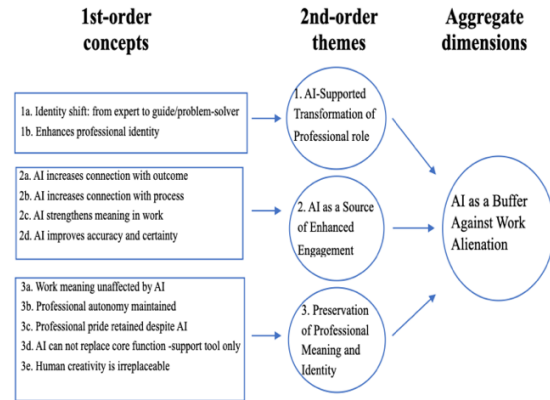 1st-order
concepts
2nd-order
themes
Aggregate
dimensions
1a. Identity shift: from expert to guide/problem-solver
1b. Enhances professional identity
1. AI-Supported
Transformation of
Professional role
2a. AI increases connection with outcome
2b. AI increases connection with process
2c. AI strengthens meaning in work
2d. AI improves accuracy and certainty
2. AI as a Source
of Enhanced
Engagement
AI as a Buffer
Against Work
Alienation
3a. Work meaning unaffected by AI
3b. Professional autonomy maintained
3c. Professional pride retained despite AI
3d. AI can not replace core function -support tool only
3e. Human creativity is irreplaceable
3. Preservation
of Professional
Meaning and
Identity